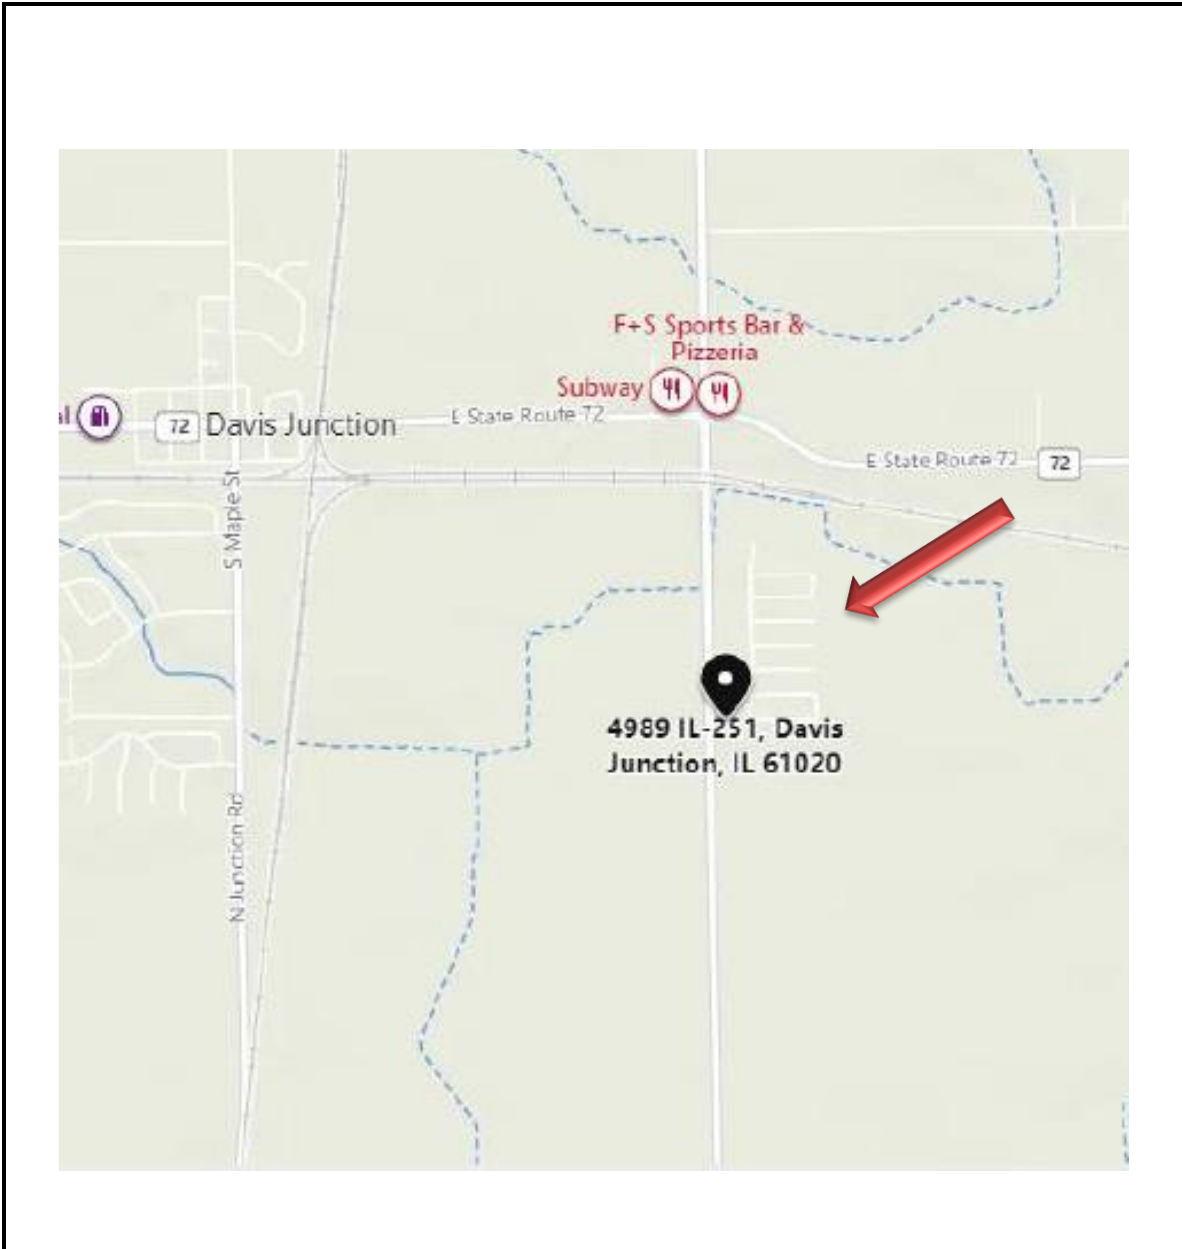 F+S Sports Bar &
Pizzeria
Subway
al
72
Davis Junction
E State Route 72
E State Route 72
72
S Maple St
4989 IL-251, Davis
Junction, IL 61020
N Junction Rd